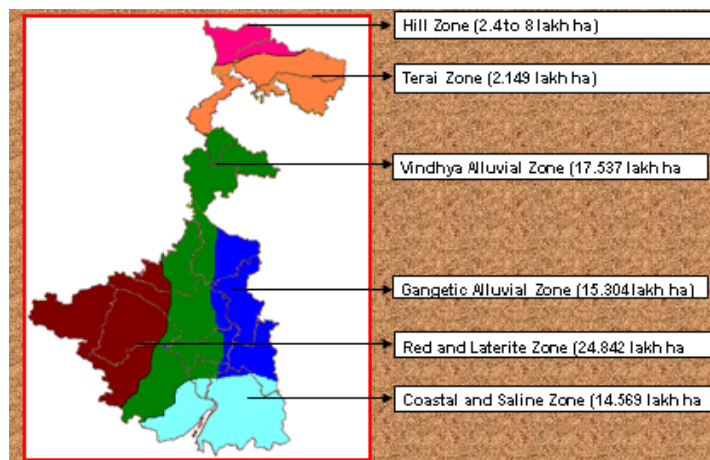 Hill Zone (2.4 to 8 lakh ha)
Terai Zone (2.149 lakh ha)
Vindhya Alluvial Zone (17.537 lakh ha
Gangetic Alluvial Zone (15.304 lakh ha)
Red and Laterite Zone (24.842 lakh ha
Coastal and Saline Zone (14.569 lakh ha